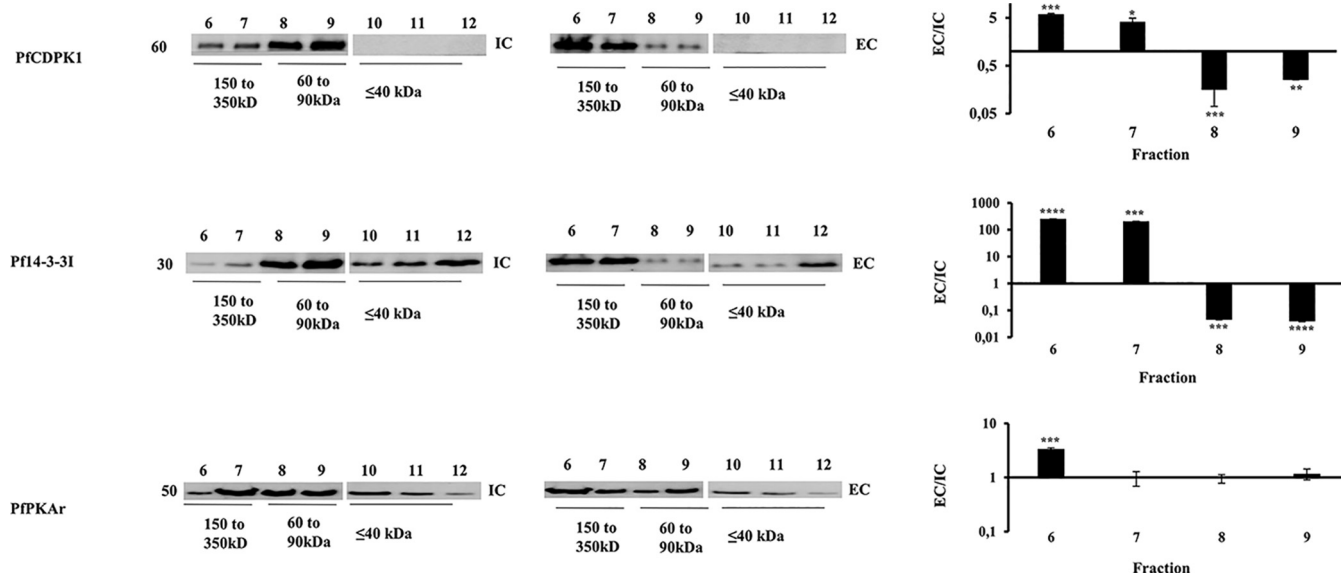 PfCDPK1
6 7 8 9 10 11 12
60
IC
150 to
350kD
60 to
90kDa
≤40 kDa
6 7 8 9 10 11 12
EC
150 to
350kD
60 to
90kDa
≤40 kDa
EC/IC
5
0,5
0,05
*** * *** **
6 7 8 9
Fraction
Pf14-3-3I
6 7 8 9 10 11 12
30
IC
150 to
350kD
60 to
90kDa
≤40 kDa
6 7 8 9 10 11 12
EC
150 to
350kD
60 to
90kDa
≤40 kDa
EC/IC
1000
100
10
1
0,1
0,01
**** *** *** ****
6 7 8 9
Fraction
PfPKAr
6 7 8 9 10 11 12
50
IC
150 to
350kD
60 to
90kDa
≤40 kDa
6 7 8 9 10 11 12
EC
150 to
350kD
60 to
90kDa
≤40 kDa
EC/IC
10
1
0,1
***
6 7 8 9
Fraction